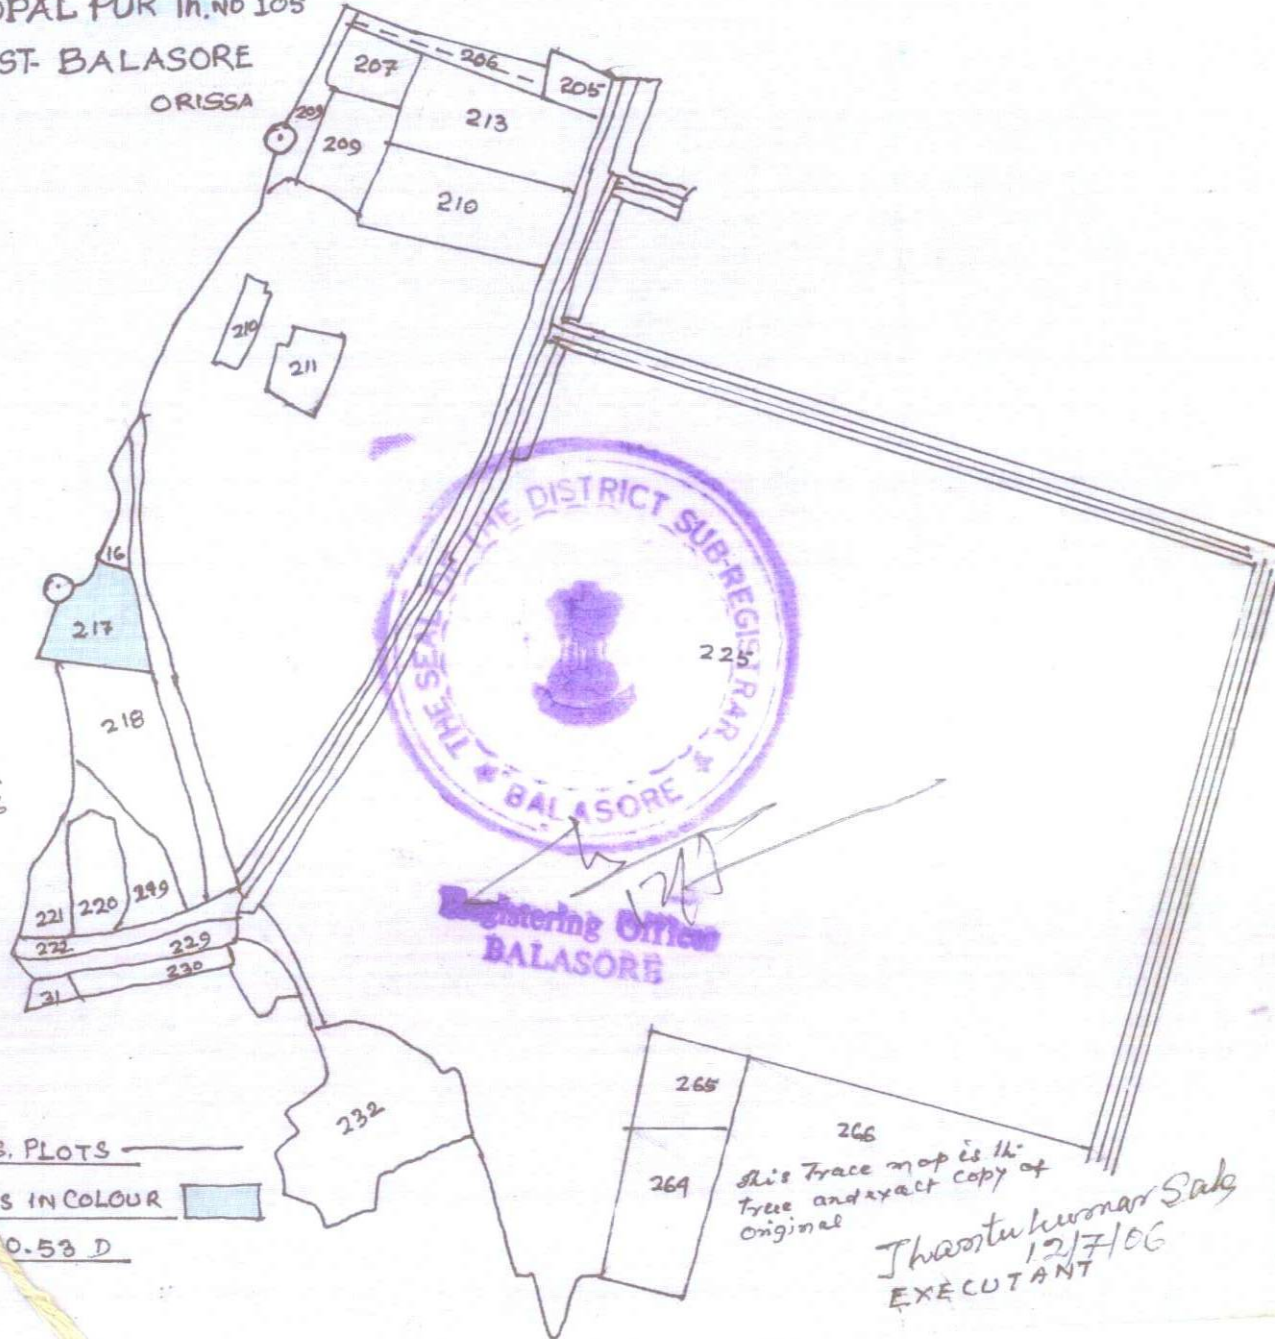 OPAL PUR Th. NO 105
ST- BALASORE
ORISSA
207
206
205
209
209
213
210
219
211
16
217
218
221
220
249
222
229
230
31
225
THE SEAL OF THE DISTRICT SUB-REGISTRAR
BALASORE
Registering Officer
BALASORE
232
265
264
266
S. PLOTS
S IN COLOUR
0.53 D
This Trace map is the
true and exact copy of
original
12/7/06
EXECUTANT